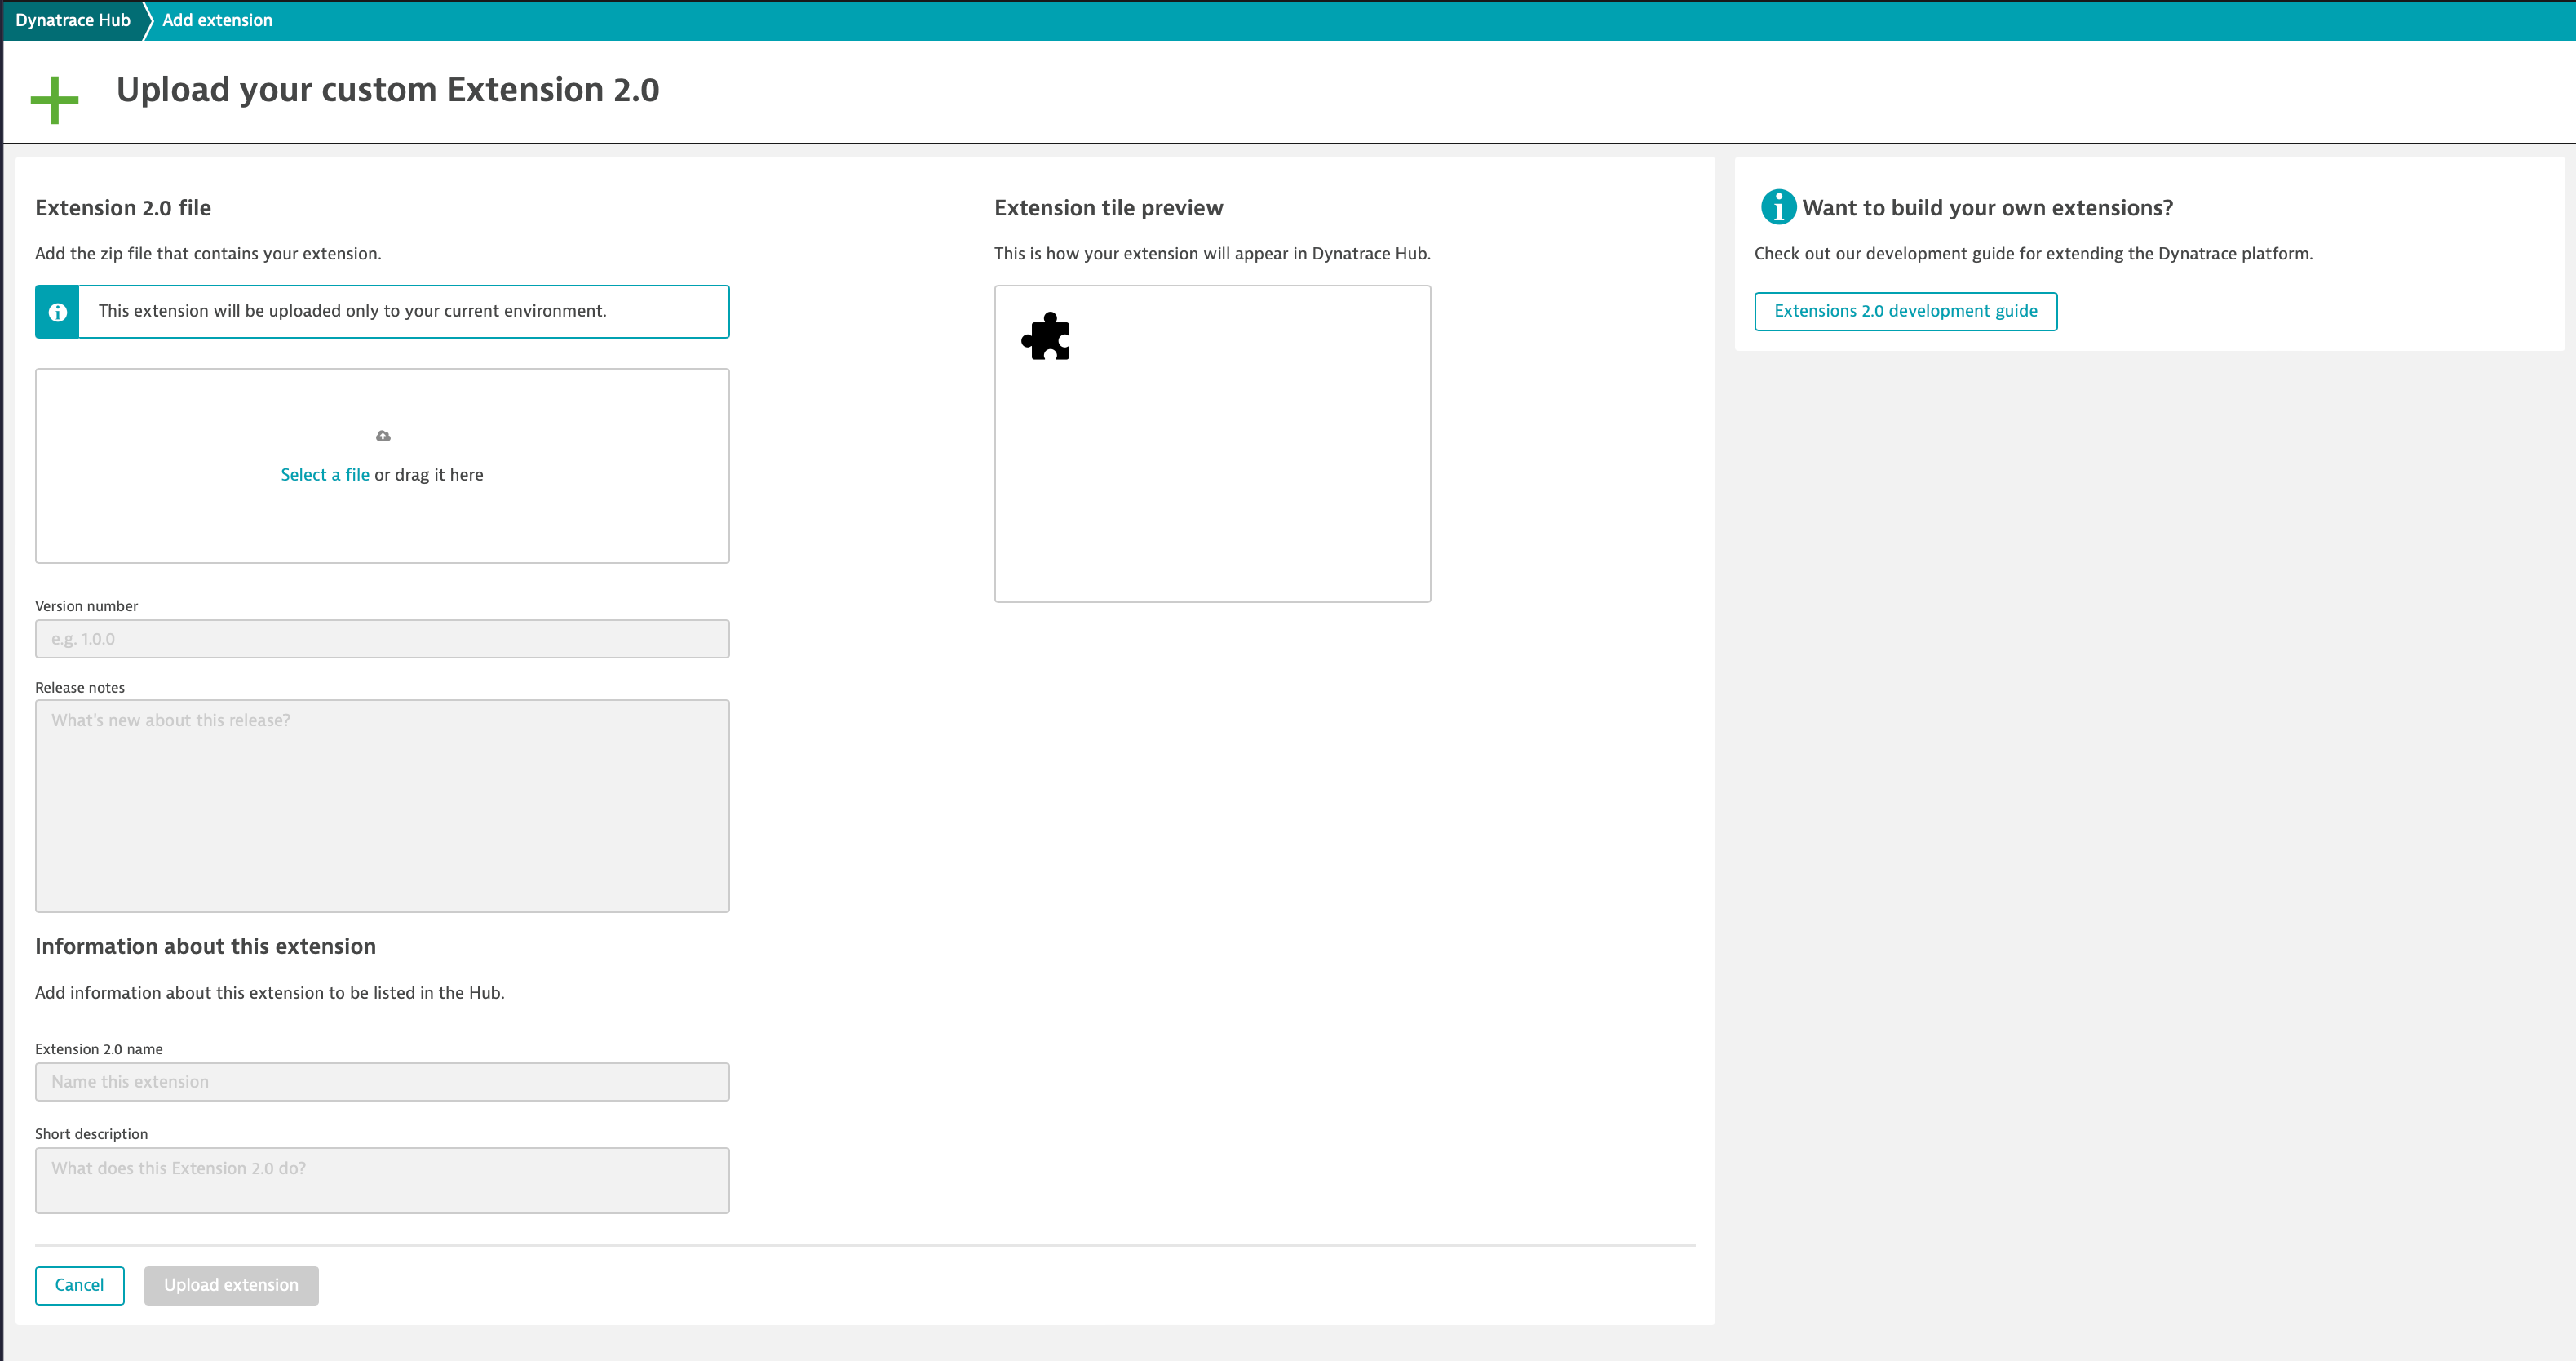 Dynatrace Hub
Add extension
Upload your custom Extension 2.0
Extension 2.0 file
Add the zip file that contains your extension.
This extension will be uploaded only to your current environment.
Select a file or drag it here
Version number
e.g. 1.0.0
Release notes
What's new about this release?
Information about this extension
Add information about this extension to be listed in the Hub.
Extension 2.0 name
Name this extension
Short description
What does this Extension 2.0 do?
Cancel
Upload extension
Extension tile preview
This is how your extension will appear in Dynatrace Hub.
Want to build your own extensions?
Check out our development guide for extending the Dynatrace platform.
Extensions 2.0 development guide